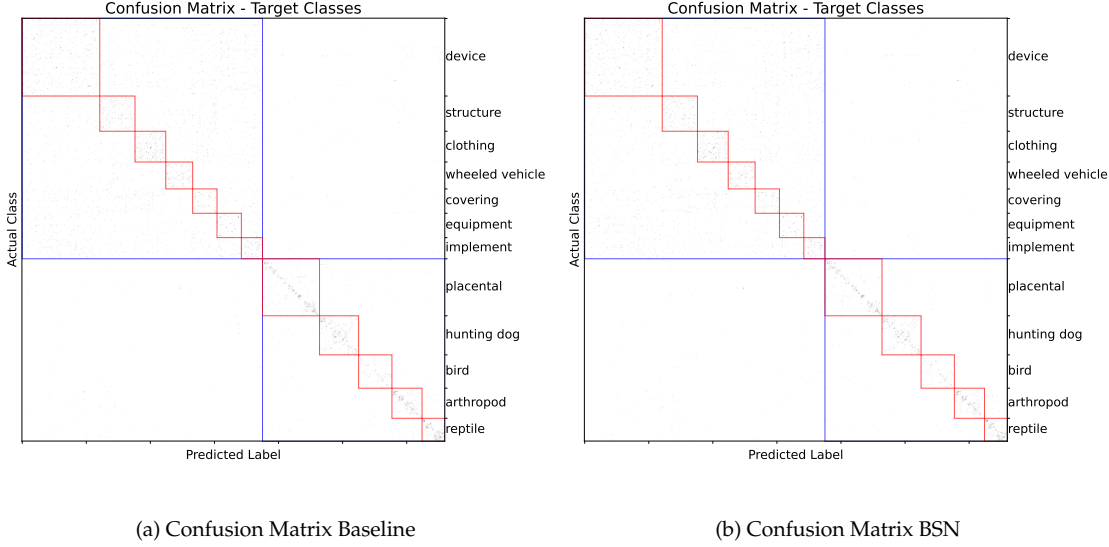 Confusion Matrix - Target Classes
device
structure
clothing
wheeled vehicle
covering
equipment
implement
placental
hunting dog
bird
arthropod
reptile
Actual Class
Predicted Label
(a) Confusion Matrix Baseline
Confusion Matrix - Target Classes
device
structure
clothing
wheeled vehicle
covering
equipment
implement
placental
hunting dog
bird
arthropod
reptile
Actual Class
Predicted Label
(b) Confusion Matrix BSN